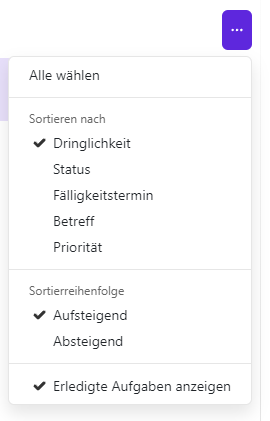 Alle wählen
Sortieren nach
Dringlichkeit
Status
Fälligkeitstermin
Betreff
Priorität
Sortierreihenfolge
Aufsteigend
Absteigend
Erledigte Aufgaben anzeigen